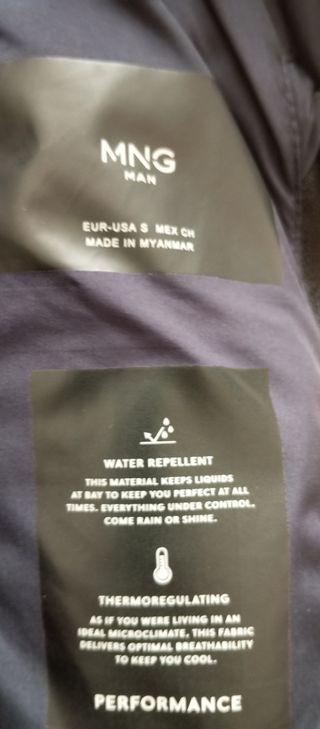 MNG
MAN
EUR-USA S MEX CH
MADE IN MYANMAR
WATER REPELLENT
THIS MATERIAL KEEPS LIQUIDS
AT BAY TO KEEP YOU PERFECT AT ALL
TIMES. EVERYTHING UNDER CONTROL.
COME RAIN OR SHINE.
THERMOREGULATING
AS IF YOU WERE LIVING IN AN
IDEAL MICROCLIMATE, THIS FABRIC
DELIVERS OPTIMAL BREATHABILITY
TO KEEP YOU COOL.
PERFORMANCE